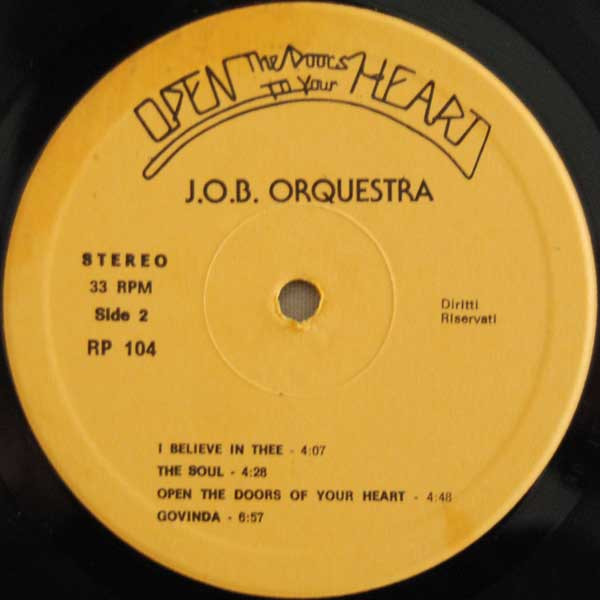 OPEN The Doors To Your HEART
J.O.B. ORQUESTRA
STEREO
33 RPM
Side 2
RP 104
Diritti
Riservati
I BELIEVE IN THEE - 4:07
THE SOUL - 4:28
OPEN THE DOORS OF YOUR HEART - 4:48
GOVINDA - 6:57